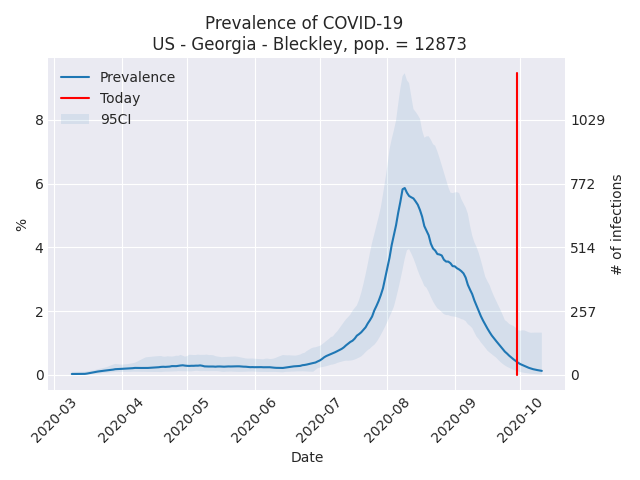 Prevalence of COVID-19
US - Georgia - Bleckley, pop. = 12873
Prevalence
Today
95CI
8
6
4
2
0
%
1029
772
514
257
0
# of infections
2020-03
2020-04
2020-05
2020-06
2020-07
2020-08
2020-09
2020-10
Date